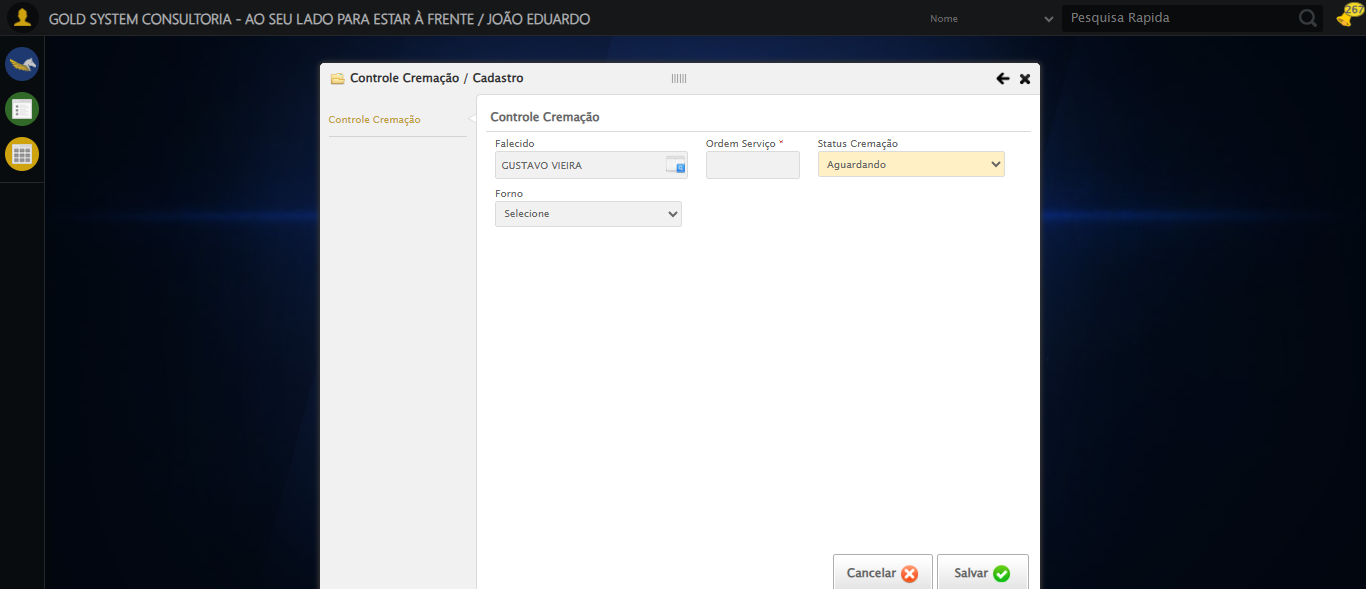 GOLD SYSTEM CONSULTORIA - AO SEU LADO PARA ESTAR À FRENTE / JOÃO EDUARDO
Nome
Pesquisa Rapida
267
Controle Cremação / Cadastro
Controle Cremação
Controle Cremação
Falecido
Ordem Serviço *
Status Cremação
GUSTAVO VIEIRA
Aguardando
Forno
Selecione
Cancelar
Salvar